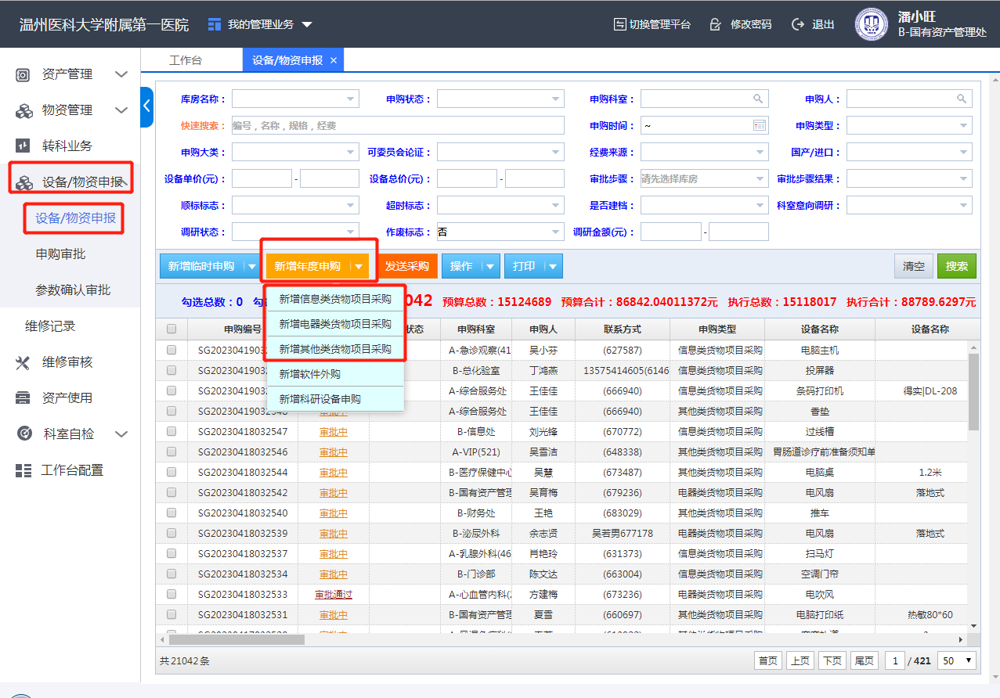 温州医科大学附属第一医院 我的管理业务 切换管理平台 修改密码 退出 潘小旺
B-国有资产管理处
工作台 设备/物资申报 ×
资产管理
物资管理
转科业务
设备/物资申报
设备/物资申报
申购审批
参数确认审批
维修记录
维修审核
资产使用
科室自检
工作台配置
库房名称： 申购状态： 申购科室： 申购人：
快速搜索： 编号，名称，规格，经费 申购时间： ~ 申购类型：
申购大类： 可委员会论证： 经费来源： 国产/进口：
设备单价(元)： - 设备总价(元)： - 审批步骤： 请先选择库房 审批步骤结果：
顺标标志： 超时标志： 是否建档： 科室意向调研：
调研状态： 作废标志： 否 调研金额(元)： -
新增临时申购 新增年度申购 发送采购 操作 打印 清空 搜索
新增信息类货物项目采购
新增电器类货物项目采购
新增其他类货物项目采购
新增软件外购
新增科研设备申购
勾选总数：0 042 预算总数：15124689 预算合计：86842.04011372元 执行总数：15118017 执行合计：88789.6297元
申购编号 状态 申购科室 申购人 联系方式 申购类型 设备名称 设备名称
SG202304190 A-急诊观察(41 吴小芬 (627587) 信息类货物项目采购 电脑主机
SG202304190 B-总化验室 丁鸿燕 13575414605(6146 信息类货物项目采购 投屏器
SG202304190 A-综合服务处 王佳佳 (666940) 信息类货物项目采购 条码打印机 得实|DL-208
SG202304190 A-综合服务处 王佳佳 (666940) 其他类货物项目采购 香垫
SG20230418032547 审批中 B-信息处 刘光锋 (670772) 信息类货物项目采购 过线槽
SG20230418032546 审批中 A-VIP(521) 吴雪洁 (648338) 其他类货物项目采购 胃肠道诊疗前准备须知单
SG20230418032544 审批中 B-医疗保健中心 吴慧 (673487) 其他类货物项目采购 电脑桌 1.2米
SG20230418032542 审批中 B-国有资产管理 吴育梅 (679236) 电器类货物项目采购 电风扇 落地式
SG20230418032540 审批中 B-财务处 王艳 (683029) 其他类货物项目采购 推车
SG20230418032539 审批中 B-泌尿外科 余志贤 吴若男677178 电器类货物项目采购 电风扇 落地式
SG20230418032537 审批中 A-乳腺外科(46 肖艳玲 (631373) 信息类货物项目采购 扫马灯
SG20230418032534 审批中 B-门诊部 陈文达 (663004) 信息类货物项目采购 空调门帘
SG20230418032533 审批通过 A-心血管内科( 方建梅 (673236) 电器类货物项目采购 电吹风
SG20230418032531 审批中 B-国有资产管理 夏雪 (660697) 其他类货物项目采购 电脑打印纸 热敏80*60
共21042条 首页 上页 下页 尾页 1 / 421 50